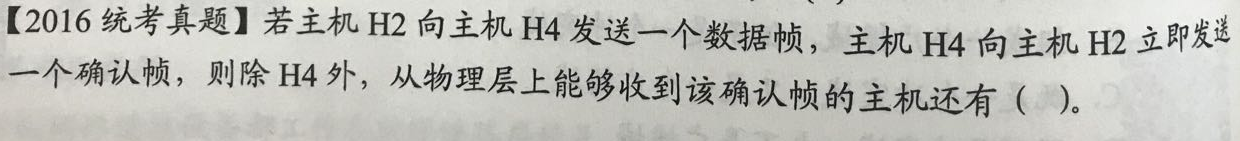 【2016 统考真题】若主机 H2 向主机 H4 发送一个数据帧，主机 H4 向主机 H2 立即发送
一个确认帧，则除 H4 外，从物理层上能够收到该确认帧的主机还有（ ）。